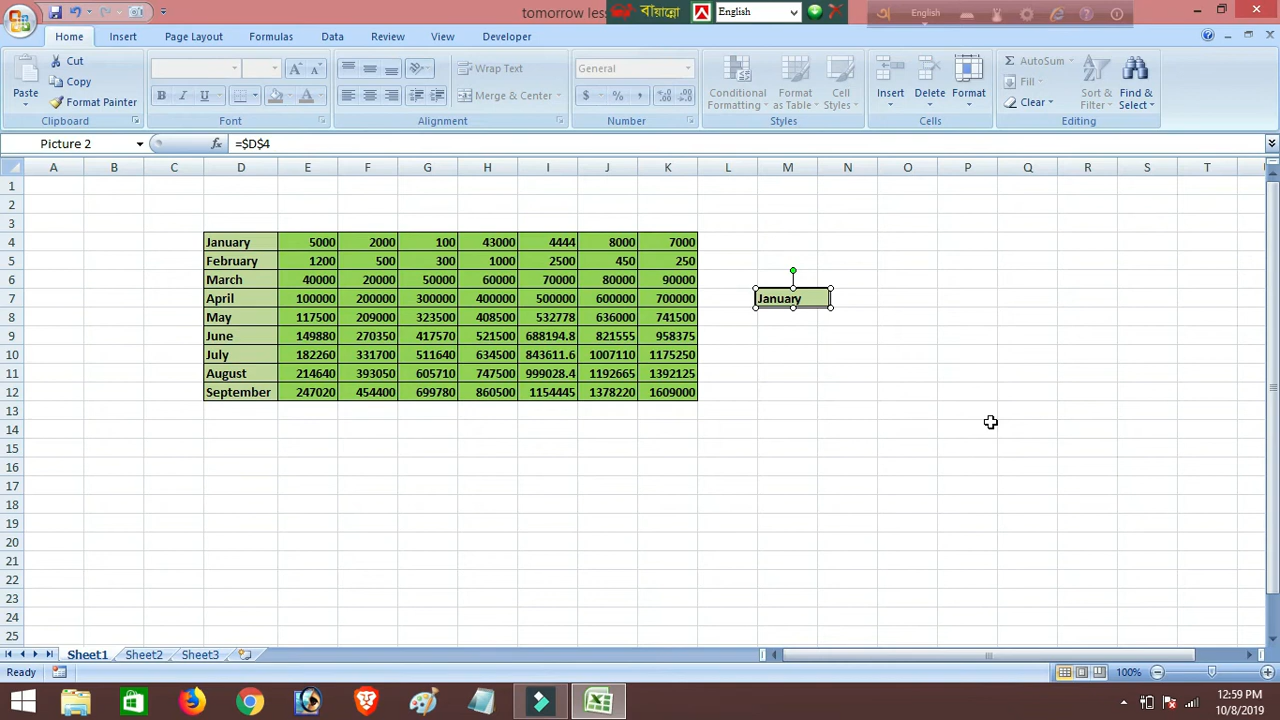 tomorrow less
বায়ান্নো
English
English
Home Insert Page Layout Formulas Data Review View Developer
Paste
Cut
Copy
Format Painter
Clipboard
B I U
Font
Wrap Text
Merge & Center
Alignment
General
$ % ,
Number
Conditional Formatting
Format as Table
Cell Styles
Styles
Insert
Delete
Format
Cells
AutoSum
Fill
Clear
Sort & Filter
Find & Select
Editing
Picture 2 fx =$D$4
A B C D E F G H I J K L M N O P Q R S T
1
2
3
4 January 5000 2000 100 43000 4444 8000 7000
5 February 1200 500 300 1000 2500 450 250
6 March 40000 20000 50000 60000 70000 80000 90000
7 April 100000 200000 300000 400000 500000 600000 700000 January
8 May 117500 209000 323500 408500 532778 636000 741500
9 June 149880 270350 417570 521500 688194.8 821555 958375
10 July 182260 331700 511640 634500 843611.6 1007110 1175250
11 August 214640 393050 605710 747500 999028.4 1192665 1392125
12 September 247020 454400 699780 860500 1154445 1378220 1609000
13
14
15
16
17
18
19
20
21
22
23
24
25
Sheet1 Sheet2 Sheet3
Ready 100%
12:59 PM
10/8/2019